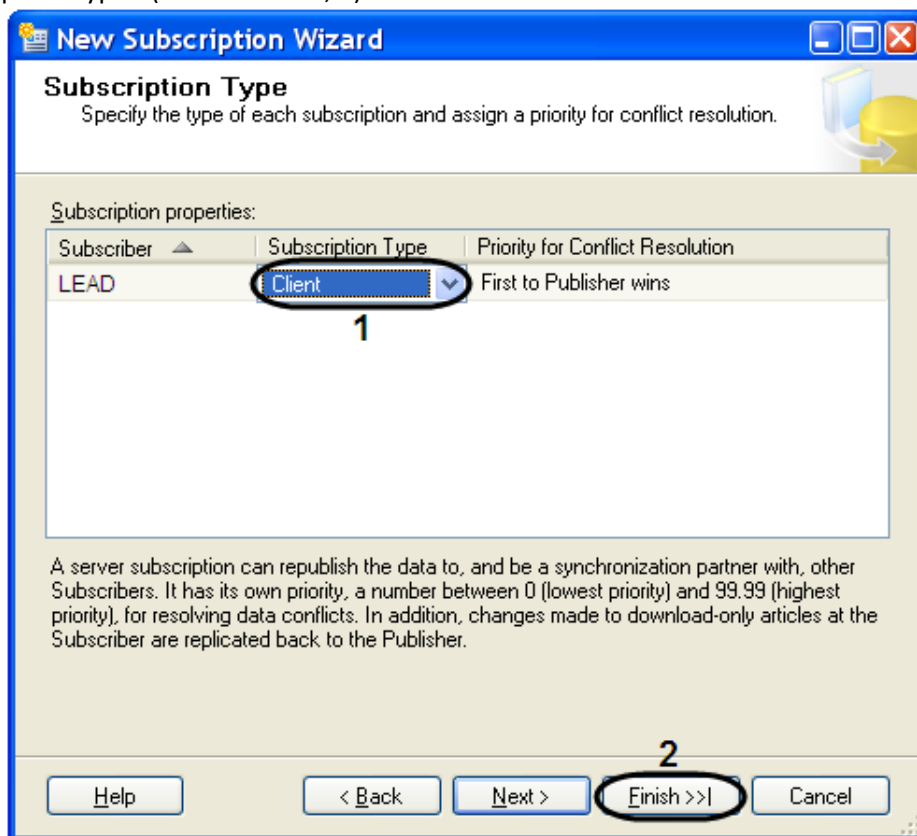 New Subscription Wizard
Subscription Type
Specify the type of each subscription and assign a priority for conflict resolution.
Subscription properties:
Subscriber Subscription Type Priority for Conflict Resolution
LEAD Client First to Publisher wins
1
A server subscription can republish the data to, and be a synchronization partner with, other
Subscribers. It has its own priority, a number between 0 (lowest priority) and 99.99 (highest
priority), for resolving data conflicts. In addition, changes made to download-only articles at the
Subscriber are replicated back to the Publisher.
2
Help < Back Next > Finish >>| Cancel